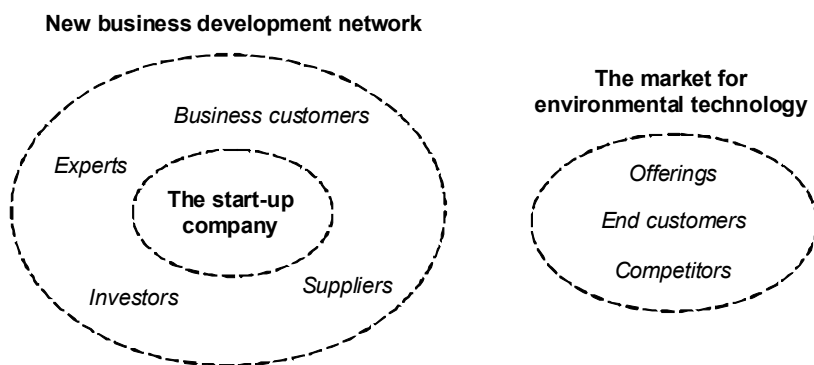 New business development network
Business customers
Experts
The start-up
company
Investors
Suppliers
The market for
environmental technology
Offerings
End customers
Competitors